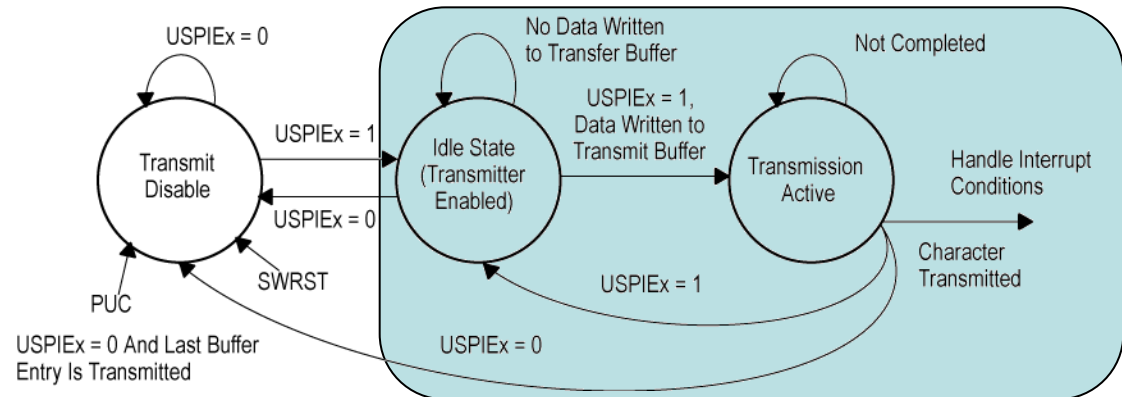 USPIEx = 0
No Data Written
to Transfer Buffer
Not Completed
USPIEx = 1
USPIEx = 1,
Data Written to
Transmit Buffer
Transmit
Disable
Idle State
(Transmitter
Enabled)
Transmission
Active
Handle Interrupt
Conditions
USPIEx = 0
Character
Transmitted
SWRST
PUC
USPIEx = 1
USPIEx = 0 And Last Buffer
Entry Is Transmitted
USPIEx = 0